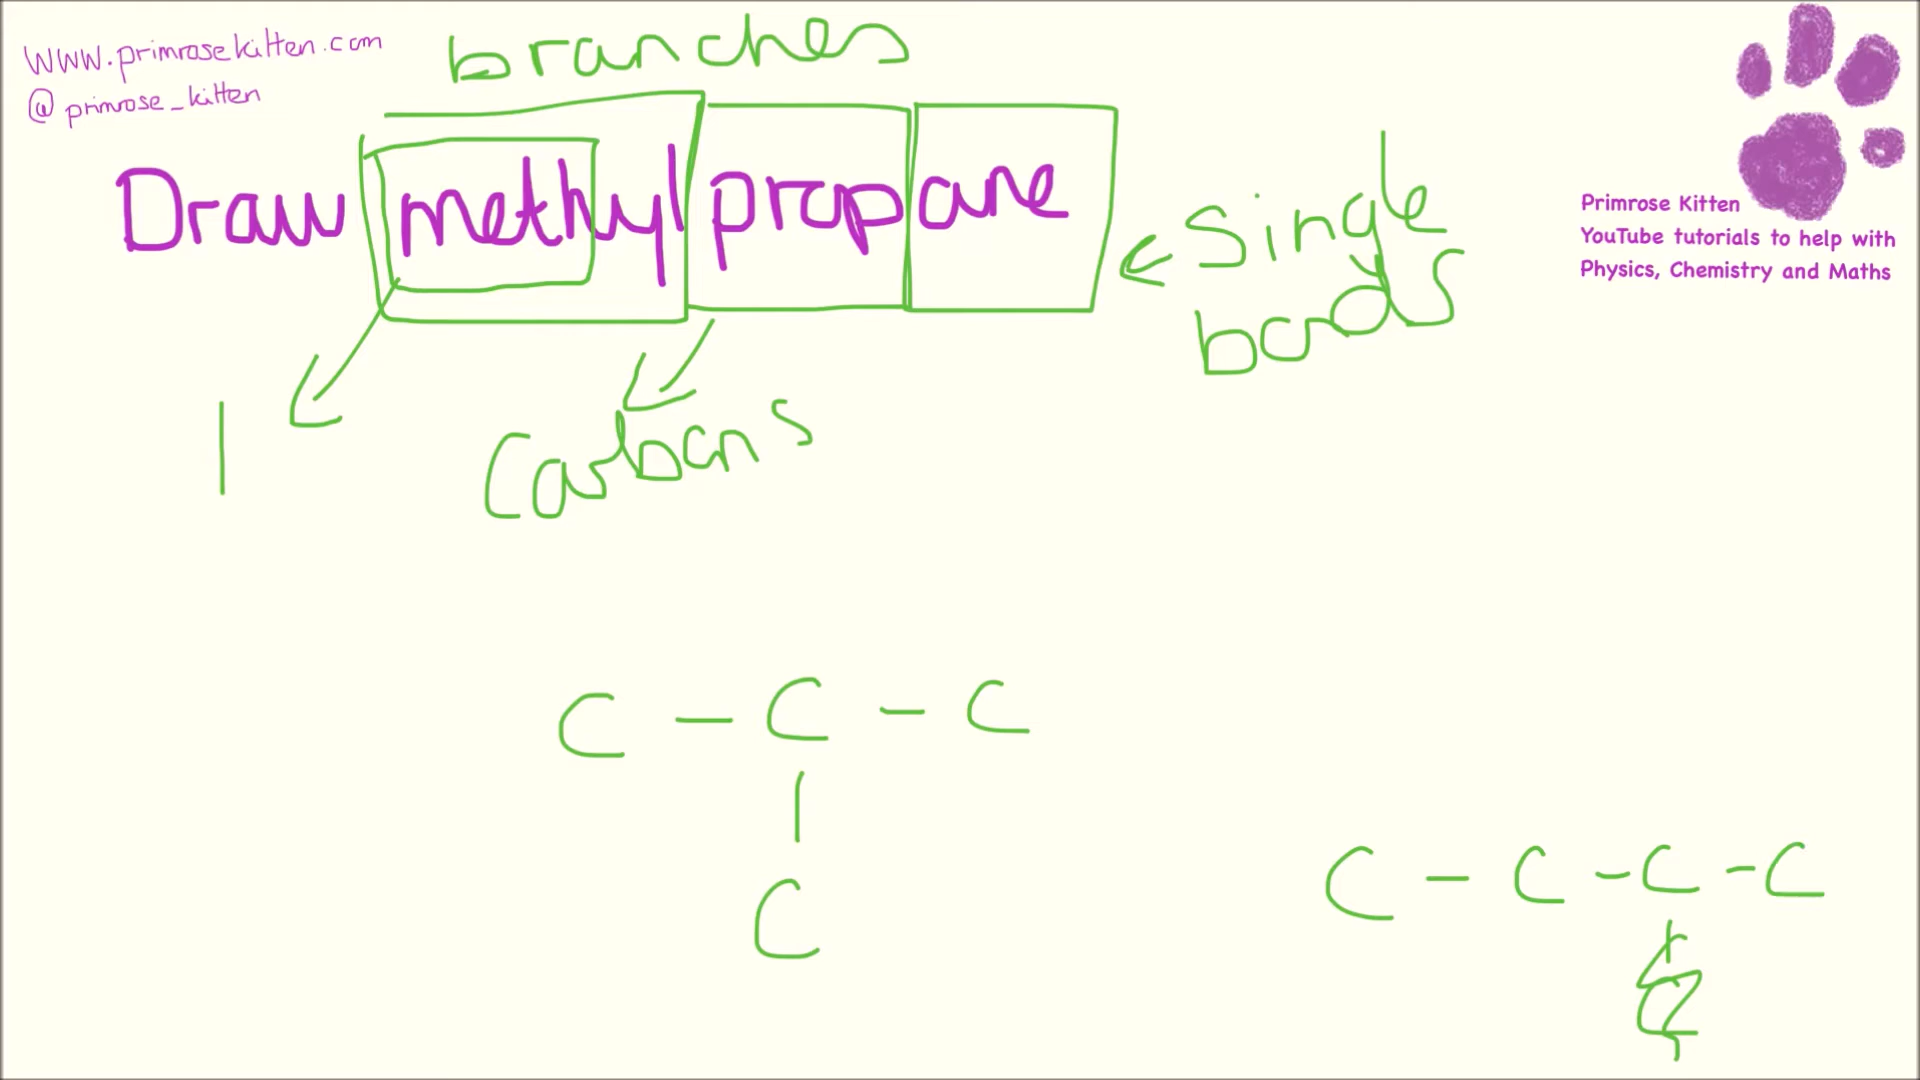 www.primrosekitten.com
@primrose_kitten
branches
Draw methyl propane
Primrose Kitten
YouTube tutorials to help with
Physics, Chemistry and Maths
single
bonds
1
Carbons
C - C - C
|
C
C - C - C - C